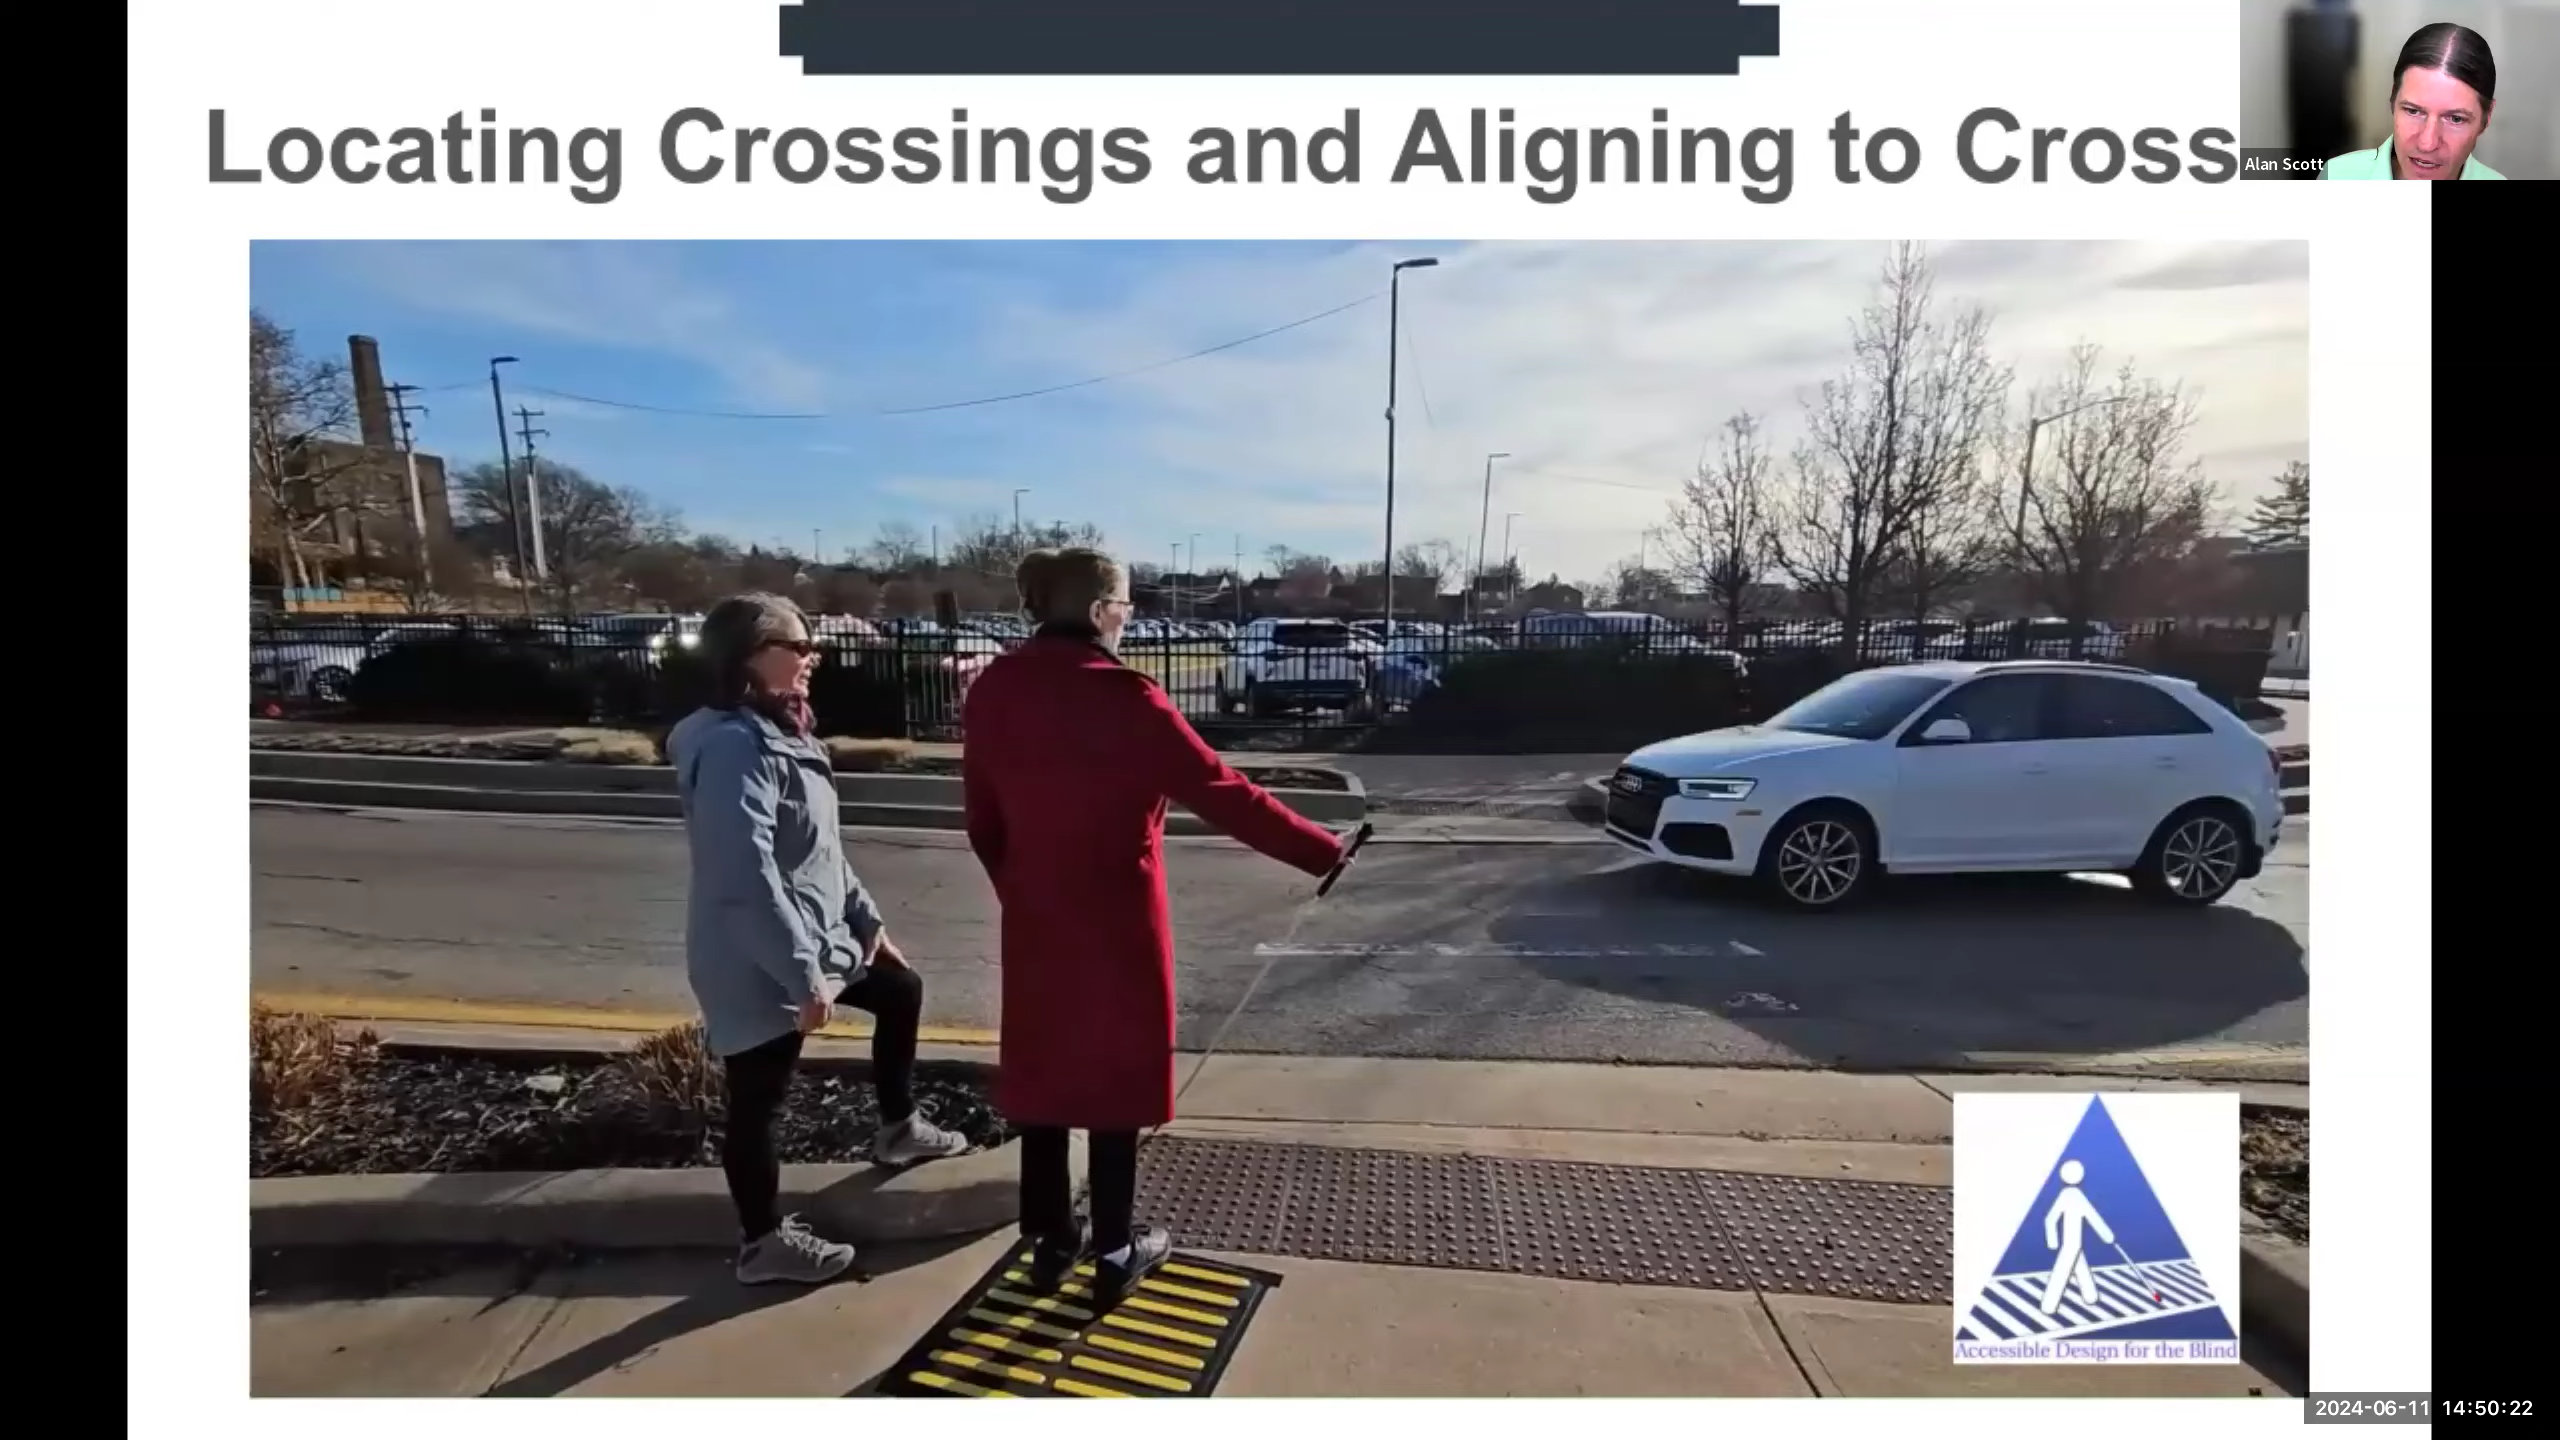 Locating Crossings and Aligning to Cross
Alan Scott
Accessible Design for the Blind
2024-06-11 14:50:22